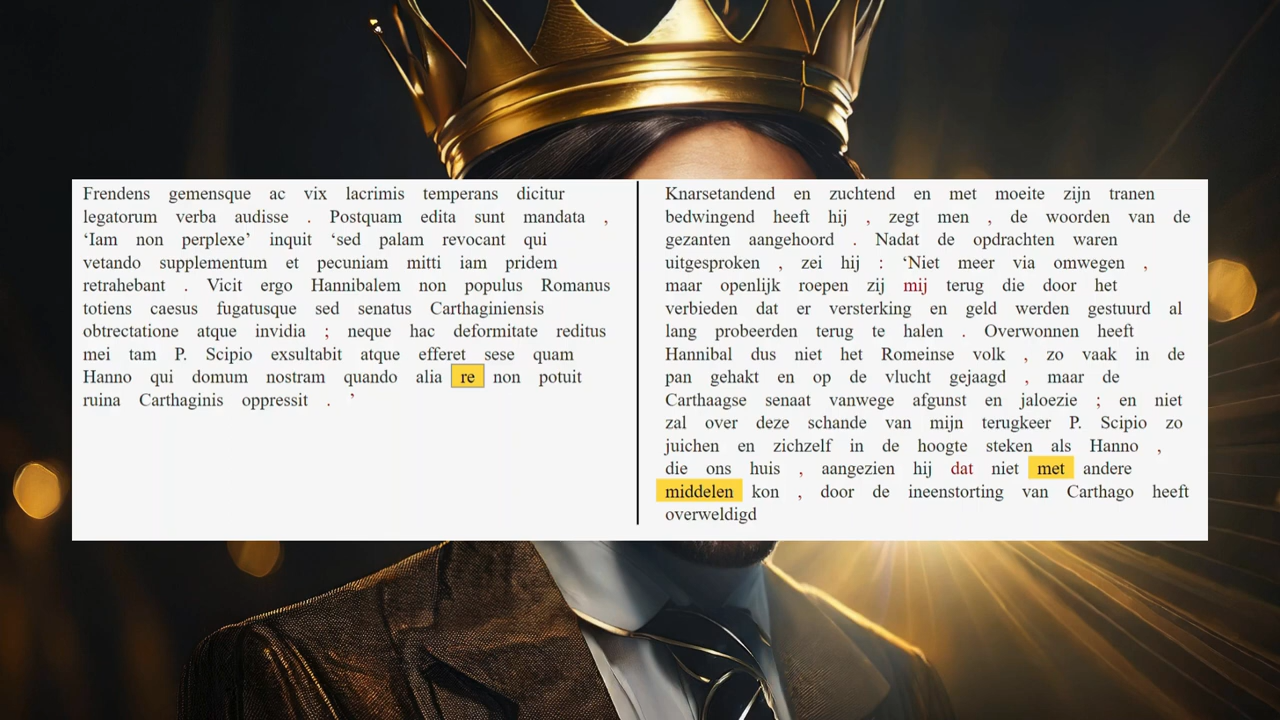 Frendens gemensque ac vix lacrimis temperans dicitur
legatorum verba audisse . Postquam edita sunt mandata ,
‘Iam non perplexe’ inquit ‘sed palam revocant qui
vetando supplementum et pecuniam mitti iam pridem
retrahebant . Vicit ergo Hannibalem non populus Romanus
totiens caesus fugatusque sed senatus Carthaginiensis
obtrectatione atque invidia ; neque hac deformitate reditus
mei tam P. Scipio exsultabit atque efferet sese quam
Hanno qui domum nostram quando alia re non potuit
ruina Carthaginis oppressit . ’
Knarsetandend en zuchtend en met moeite zijn tranen
bedwingend heeft hij , zegt men , de woorden van de
gezanten aangehoord . Nadat de opdrachten waren
uitgesproken , zei hij : ‘Niet meer via omwegen ,
maar openlijk roepen zij mij terug die door het
verbieden dat er versterking en geld werden gestuurd al
lang probeerden terug te halen . Overwonnen heeft
Hannibal dus niet het Romeinse volk , zo vaak in de
pan gehakt en op de vlucht gejaagd , maar de
Carthaagse senaat vanwege afgunst en jaloezie ; en niet
zal over deze schande van mijn terugkeer P. Scipio zo
juichen en zichzelf in de hoogte steken als Hanno ,
die ons huis , aangezien hij dat niet met andere
middelen kon , door de ineenstorting van Carthago heeft
overweldigd